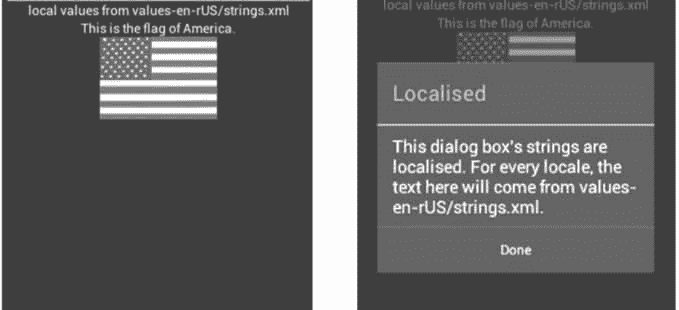 local values from values-en-rUS/strings.xml
This is the flag of America.
local values from values-en-rUS/strings.xml
This is the flag of America.
Localised
This dialog box's strings are
localised. For every locale, the
text here will come from values-
en-rUS/strings.xml.
Done